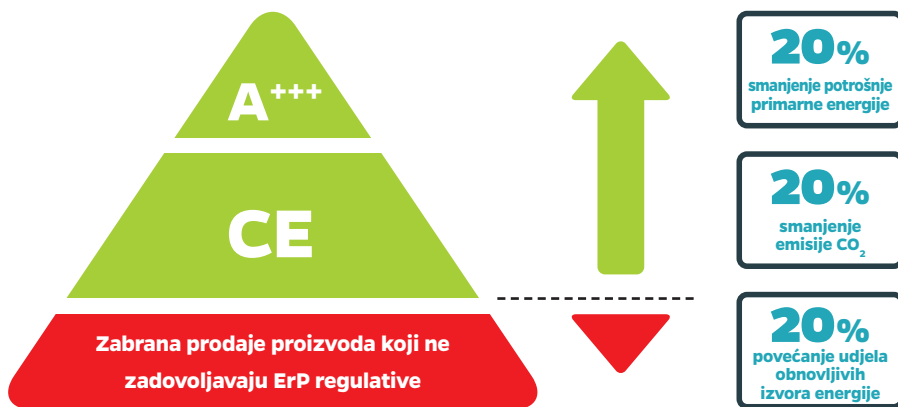 A+++
CE
Zabrana prodaje proizvoda koji ne
zadovoljavaju ErP regulative
20%
smanjenje potrošnje
primarne energije
20%
smanjenje
emisije CO₂
20%
povećanje udjela
obnovljivih
izvora energije